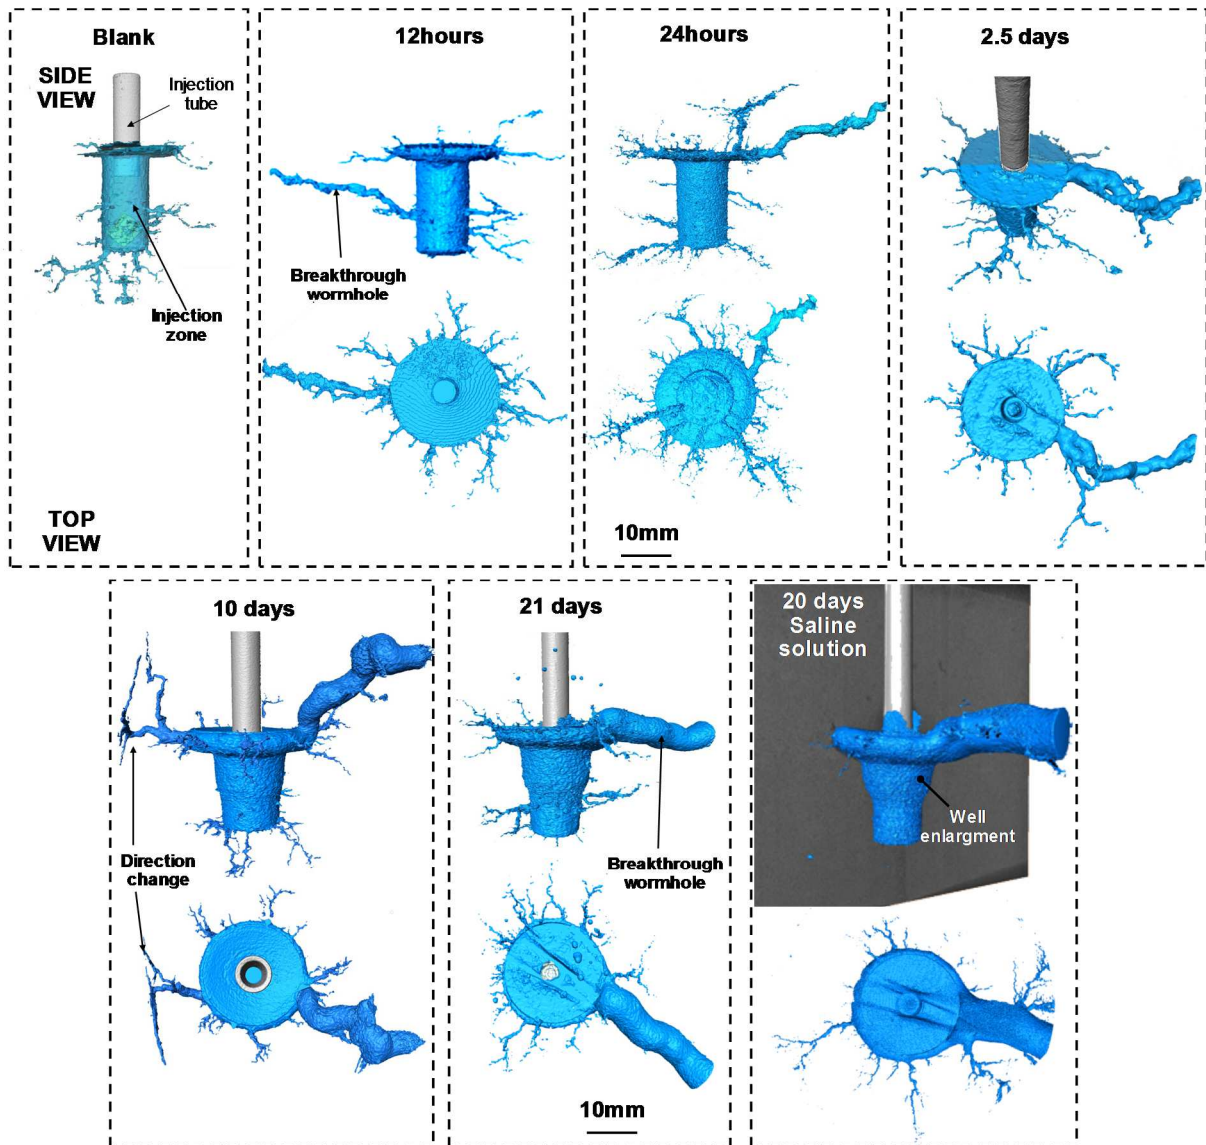 Blank
SIDE
VIEW
Injection
tube
Injection
zone
TOP
VIEW
12hours
Breakthrough
wormhole
24hours
10mm
2.5 days
10 days
Direction
change
21 days
Breakthrough
wormhole
10mm
20 days
Saline
solution
Well
enlargment